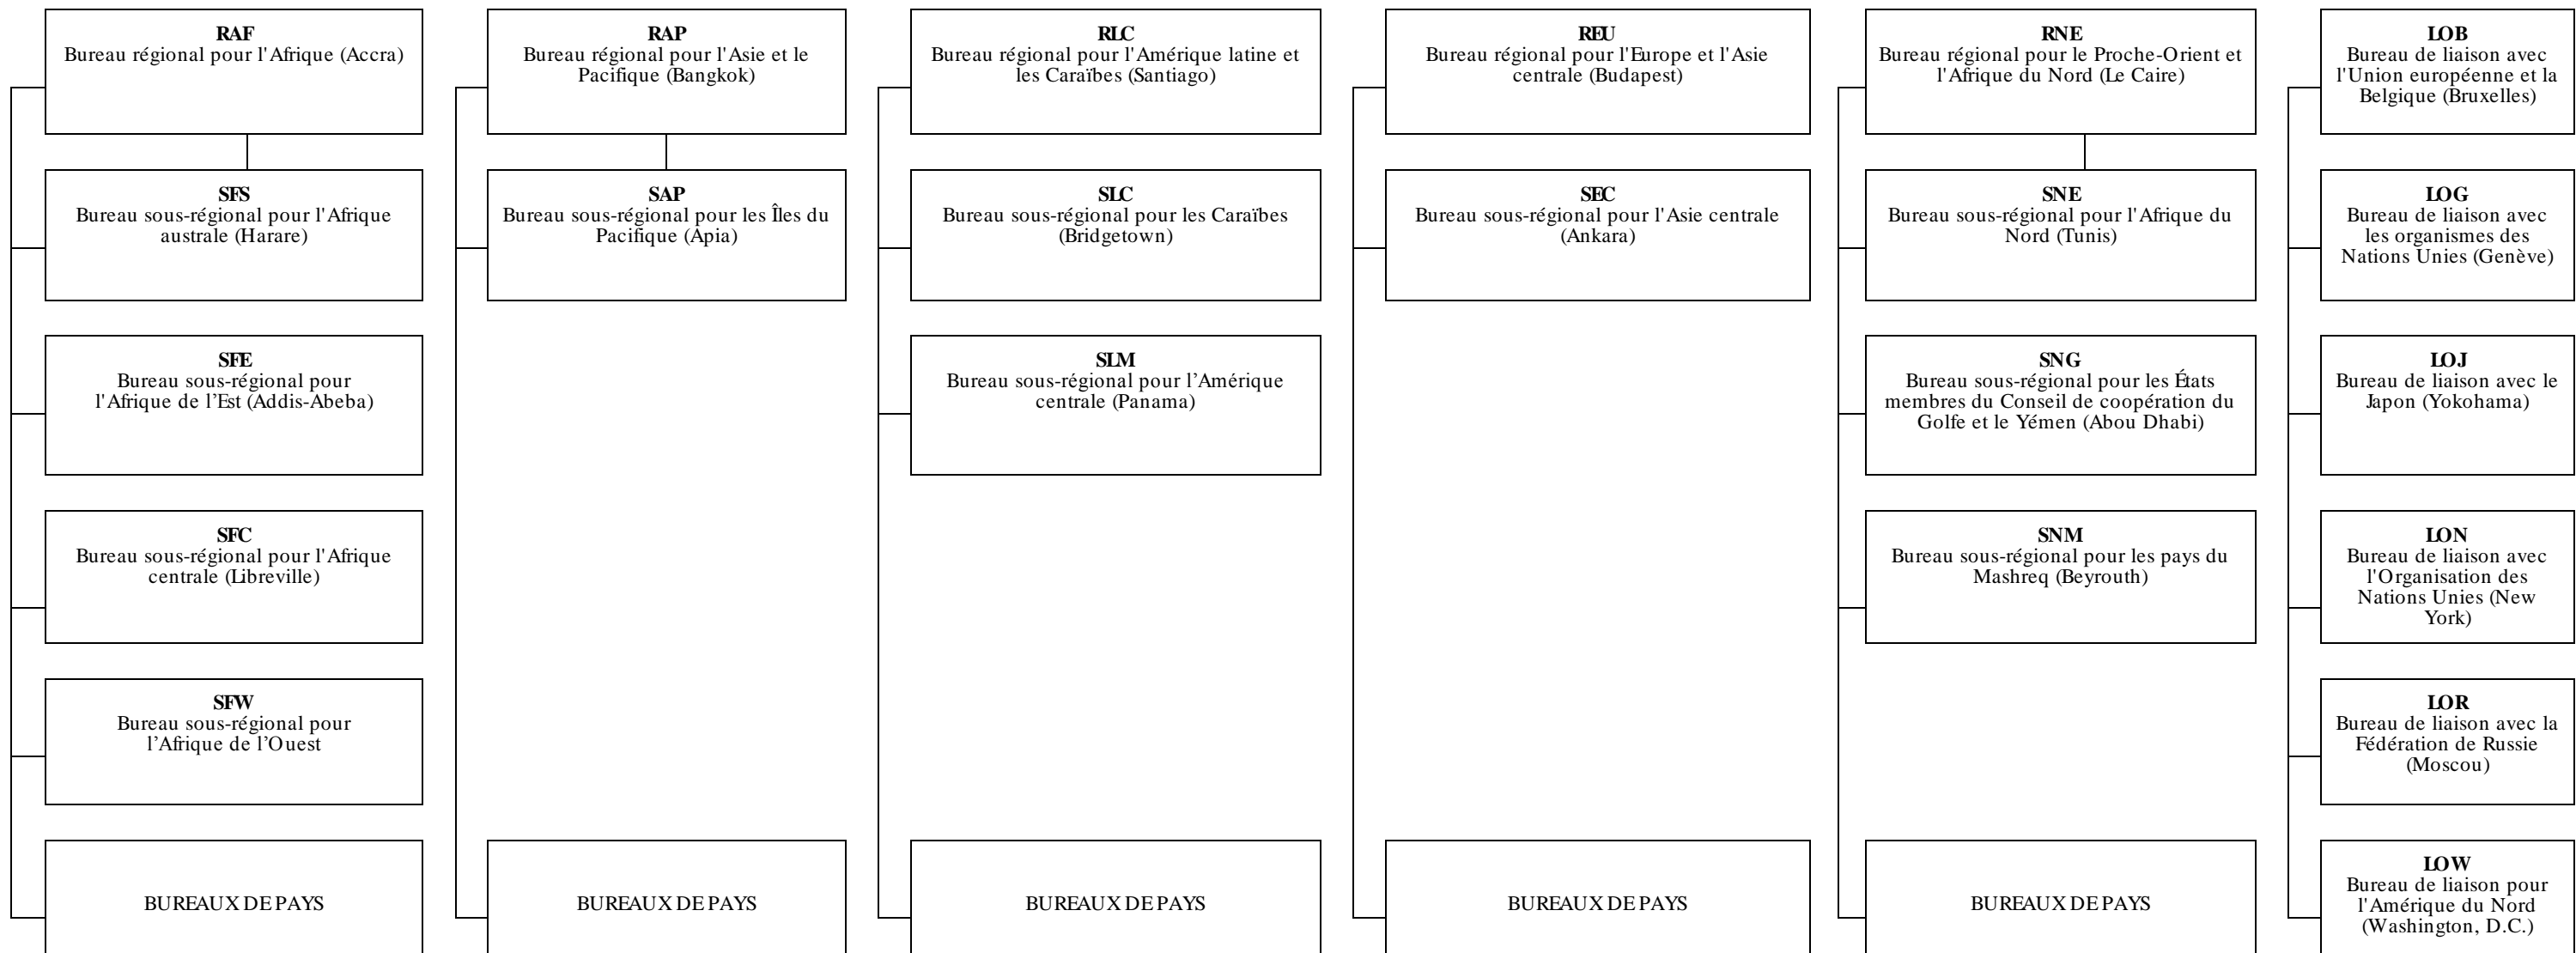 RAF
Bureau régional pour l'Afrique (Accra)
SFS
Bureau sous-régional pour l'Afrique
australe (Harare)
SFE
Bureau sous-régional pour
l'Afrique de l’Est (Addis-Abeba)
SFC
Bureau sous-régional pour l'Afrique
centrale (Libreville)
SFW
Bureau sous-régional pour
l’Afrique de l’Ouest
BUREAUX DE PAYS
RAP
Bureau régional pour l'Asie et le
Pacifique (Bangkok)
SAP
Bureau sous-régional pour les Îles du
Pacifique (Apia)
BUREAUX DE PAYS
RLC
Bureau régional pour l'Amérique latine et
les Caraïbes (Santiago)
SLC
Bureau sous-régional pour les Caraïbes
(Bridgetown)
SLM
Bureau sous-régional pour l’Amérique
centrale (Panama)
BUREAUX DE PAYS
REU
Bureau régional pour l'Europe et l'Asie
centrale (Budapest)
SEC
Bureau sous-régional pour l'Asie centrale
(Ankara)
BUREAUX DE PAYS
RNE
Bureau régional pour le Proche-Orient et
l'Afrique du Nord (Le Caire)
SNE
Bureau sous-régional pour l'Afrique du
Nord (Tunis)
SNG
Bureau sous-régional pour les États
membres du Conseil de coopération du
Golfe et le Yémen (Abou Dhabi)
SNM
Bureau sous-régional pour les pays du
Mashreq (Beyrouth)
BUREAUX DE PAYS
LOB
Bureau de liaison avec
l'Union européenne et la
Belgique (Bruxelles)
LOG
Bureau de liaison avec
les organismes des
Nations Unies (Genève)
LOJ
Bureau de liaison avec le
Japon (Yokohama)
LON
Bureau de liaison avec
l'Organisation des
Nations Unies (New
York)
LOR
Bureau de liaison avec la
Fédération de Russie
(Moscou)
LOW
Bureau de liaison pour
l'Amérique du Nord
(Washington, D.C.)